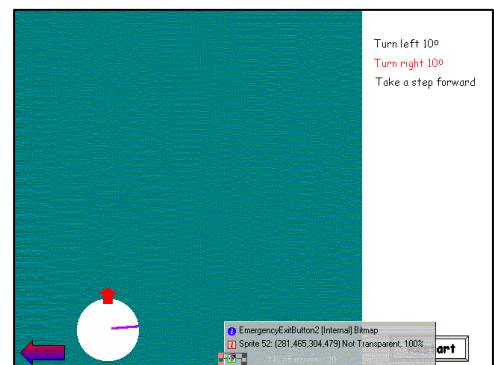 Turn left 10º
Turn right 10º
Take a step forward
EmergencyExitButton2 [Internal] Bitmap
Sprite 52: (281,465,304,479) Not Transparent, 100%